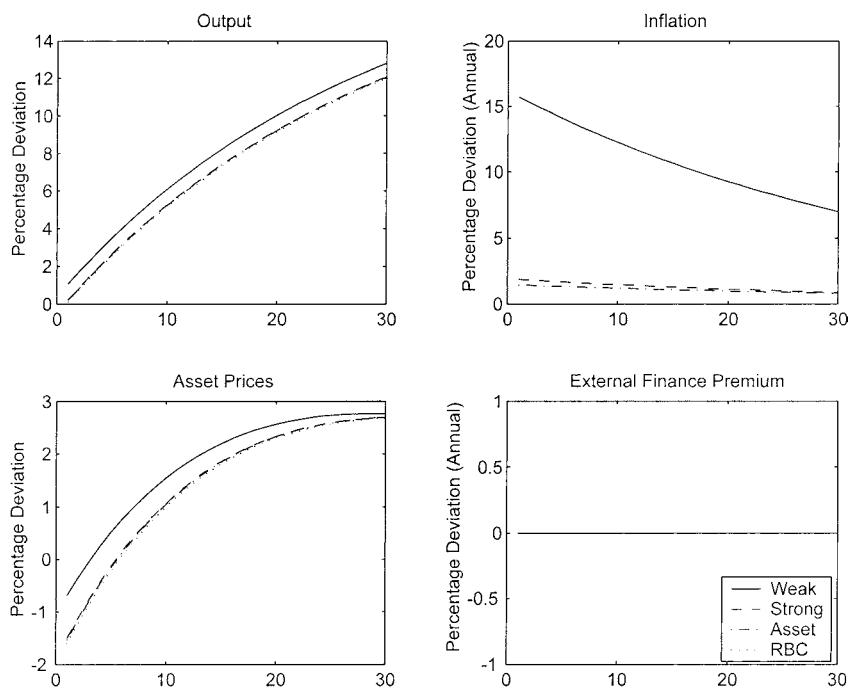 Output
Percentage Deviation
14
12
10
8
6
4
2
0
0 10 20 30
Inflation
Percentage Deviation (Annual)
20
15
10
5
0
0 10 20 30
Asset Prices
Percentage Deviation
3
2
1
0
-1
-2
0 10 20 30
External Finance Premium
Percentage Deviation (Annual)
1
0.5
0
-0.5
-1
0 10 20 30
Weak
Strong
Asset
RBC